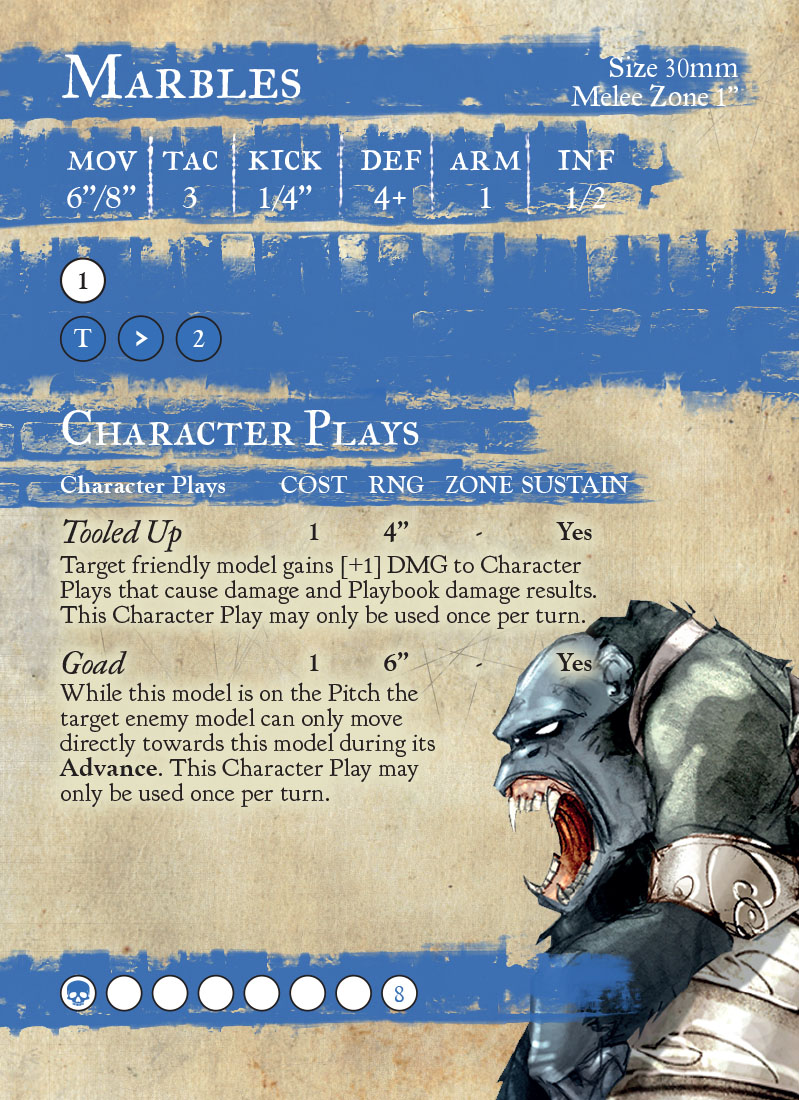 Marbles
Size 30mm
Melee Zone 1”
MOV TAC KICK DEF ARM INF
6”/8” 3 1/4” 4+ 1 1/2
1
T > 2
Character Plays
Character Plays COST RNG ZONE SUSTAIN
Tooled Up 1 4” - Yes
Target friendly model gains [+1] DMG to Character
Plays that cause damage and Playbook damage results.
This Character Play may only be used once per turn.
Goad 1 6” - Yes
While this model is on the Pitch the
target enemy model can only move
directly towards this model during its
Advance. This Character Play may
only be used once per turn.
8